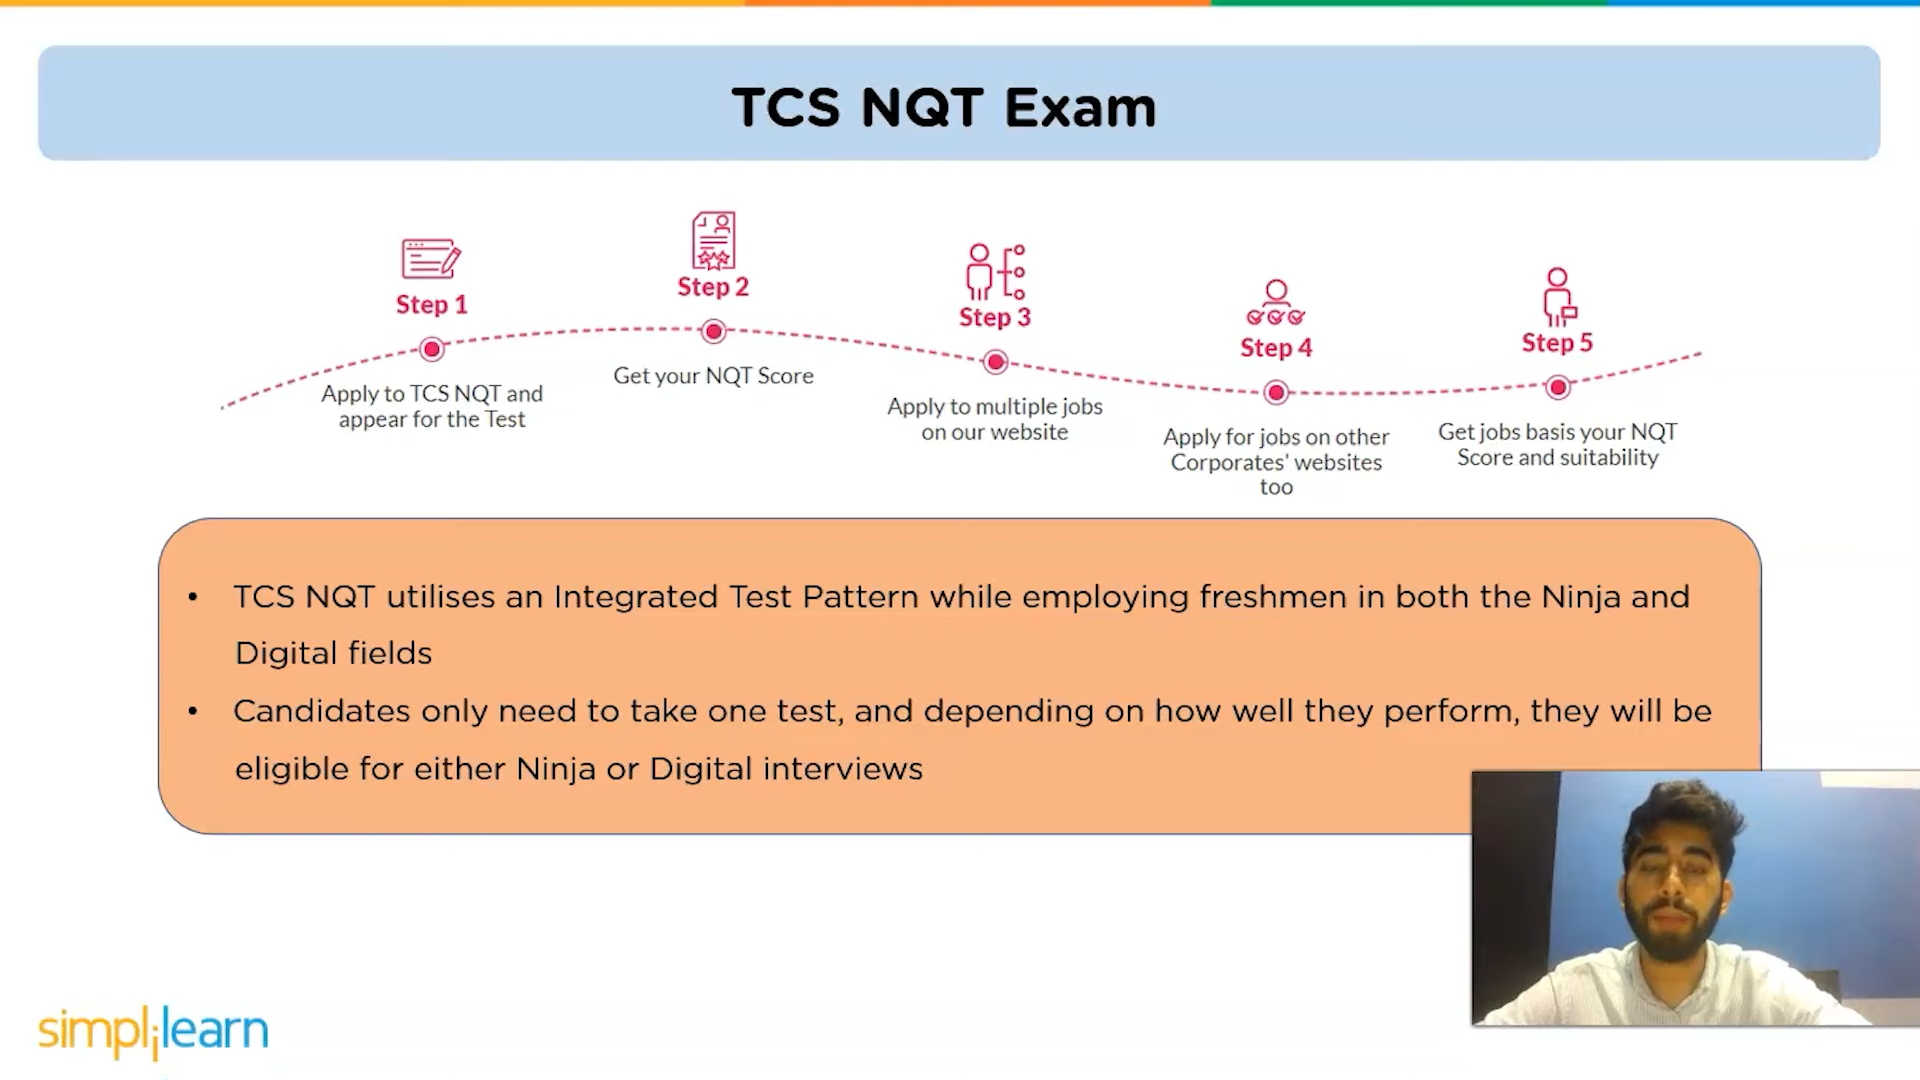 TCS NQT Exam
Step 1
Apply to TCS NQT and
appear for the Test
Step 2
Get your NQT Score
Step 3
Apply to multiple jobs
on our website
Step 4
Apply for jobs on other
Corporates' websites
too
Step 5
Get jobs basis your NQT
Score and suitability
• TCS NQT utilises an Integrated Test Pattern while employing freshmen in both the Ninja and
Digital fields
• Candidates only need to take one test, and depending on how well they perform, they will be
eligible for either Ninja or Digital interviews
simplilearn